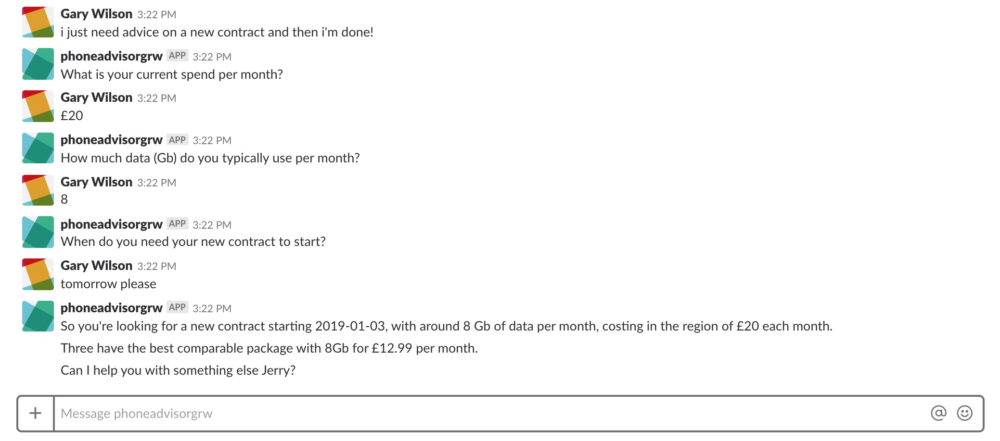 Gary Wilson 3:22 PM
i just need advice on a new contract and then i'm done!
phoneadvisorgrw APP 3:22 PM
What is your current spend per month?
Gary Wilson 3:22 PM
£20
phoneadvisorgrw APP 3:22 PM
How much data (Gb) do you typically use per month?
Gary Wilson 3:22 PM
8
phoneadvisorgrw APP 3:22 PM
When do you need your new contract to start?
Gary Wilson 3:22 PM
tomorrow please
phoneadvisorgrw APP 3:22 PM
So you're looking for a new contract starting 2019-01-03, with around 8 Gb of data per month, costing in the region of £20 each month.
Three have the best comparable package with 8Gb for £12.99 per month.
Can I help you with something else Jerry?
Message phoneadvisorgrw